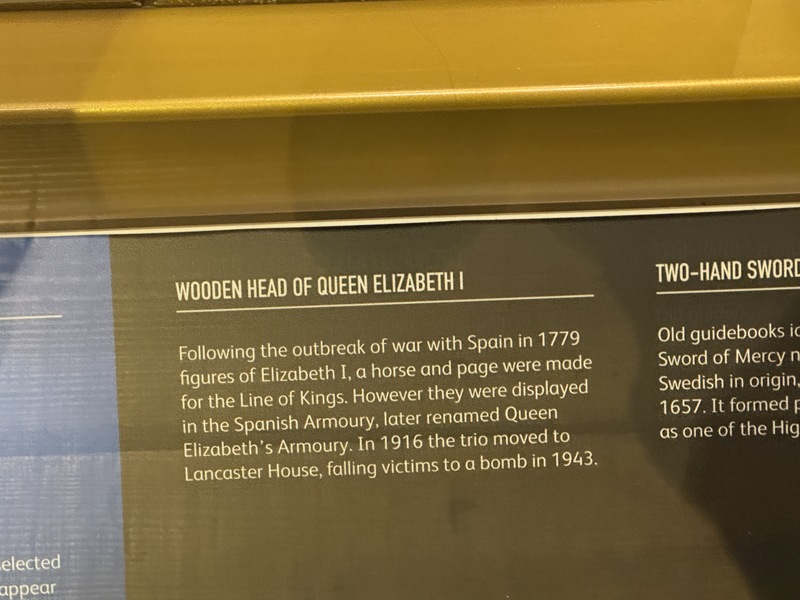 WOODEN HEAD OF QUEEN ELIZABETH I
Following the outbreak of war with Spain in 1779
figures of Elizabeth I, a horse and page were made
for the Line of Kings. However they were displayed
in the Spanish Armoury, later renamed Queen
Elizabeth's Armoury. In 1916 the trio moved to
Lancaster House, falling victims to a bomb in 1943.
TWO-HAND SWORD
Old guidebooks
Sword of Mercy
Swedish in origin,
1657. It formed
as one of the
elected
appear